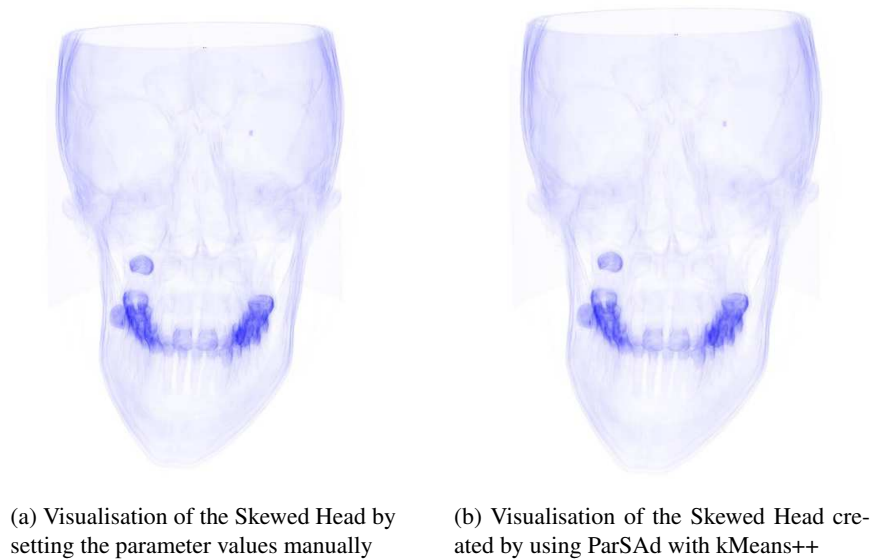 (a) Visualisation of the Skewed Head by
setting the parameter values manually
(b) Visualisation of the Skewed Head cre-
ated by using ParSAd with kMeans++